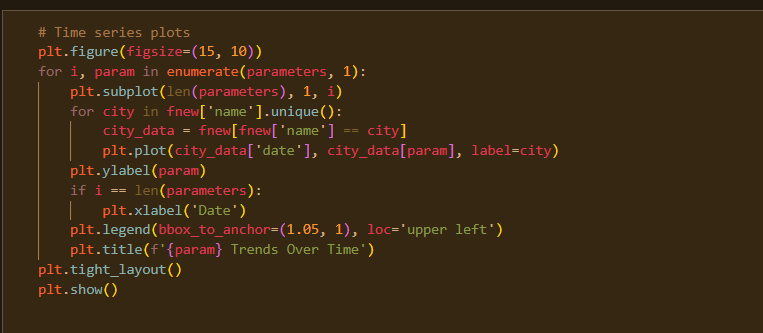 # Time series plots
plt.figure(figsize=(15, 10))
for i, param in enumerate(parameters, 1):
    plt.subplot(len(parameters), 1, i)
    for city in fnew['name'].unique():
        city_data = fnew[fnew['name'] == city]
        plt.plot(city_data['date'], city_data[param], label=city)
    plt.ylabel(param)
    if i == len(parameters):
        plt.xlabel('Date')
    plt.legend(bbox_to_anchor=(1.05, 1), loc='upper left')
    plt.title(f'{param} Trends Over Time')
plt.tight_layout()
plt.show()